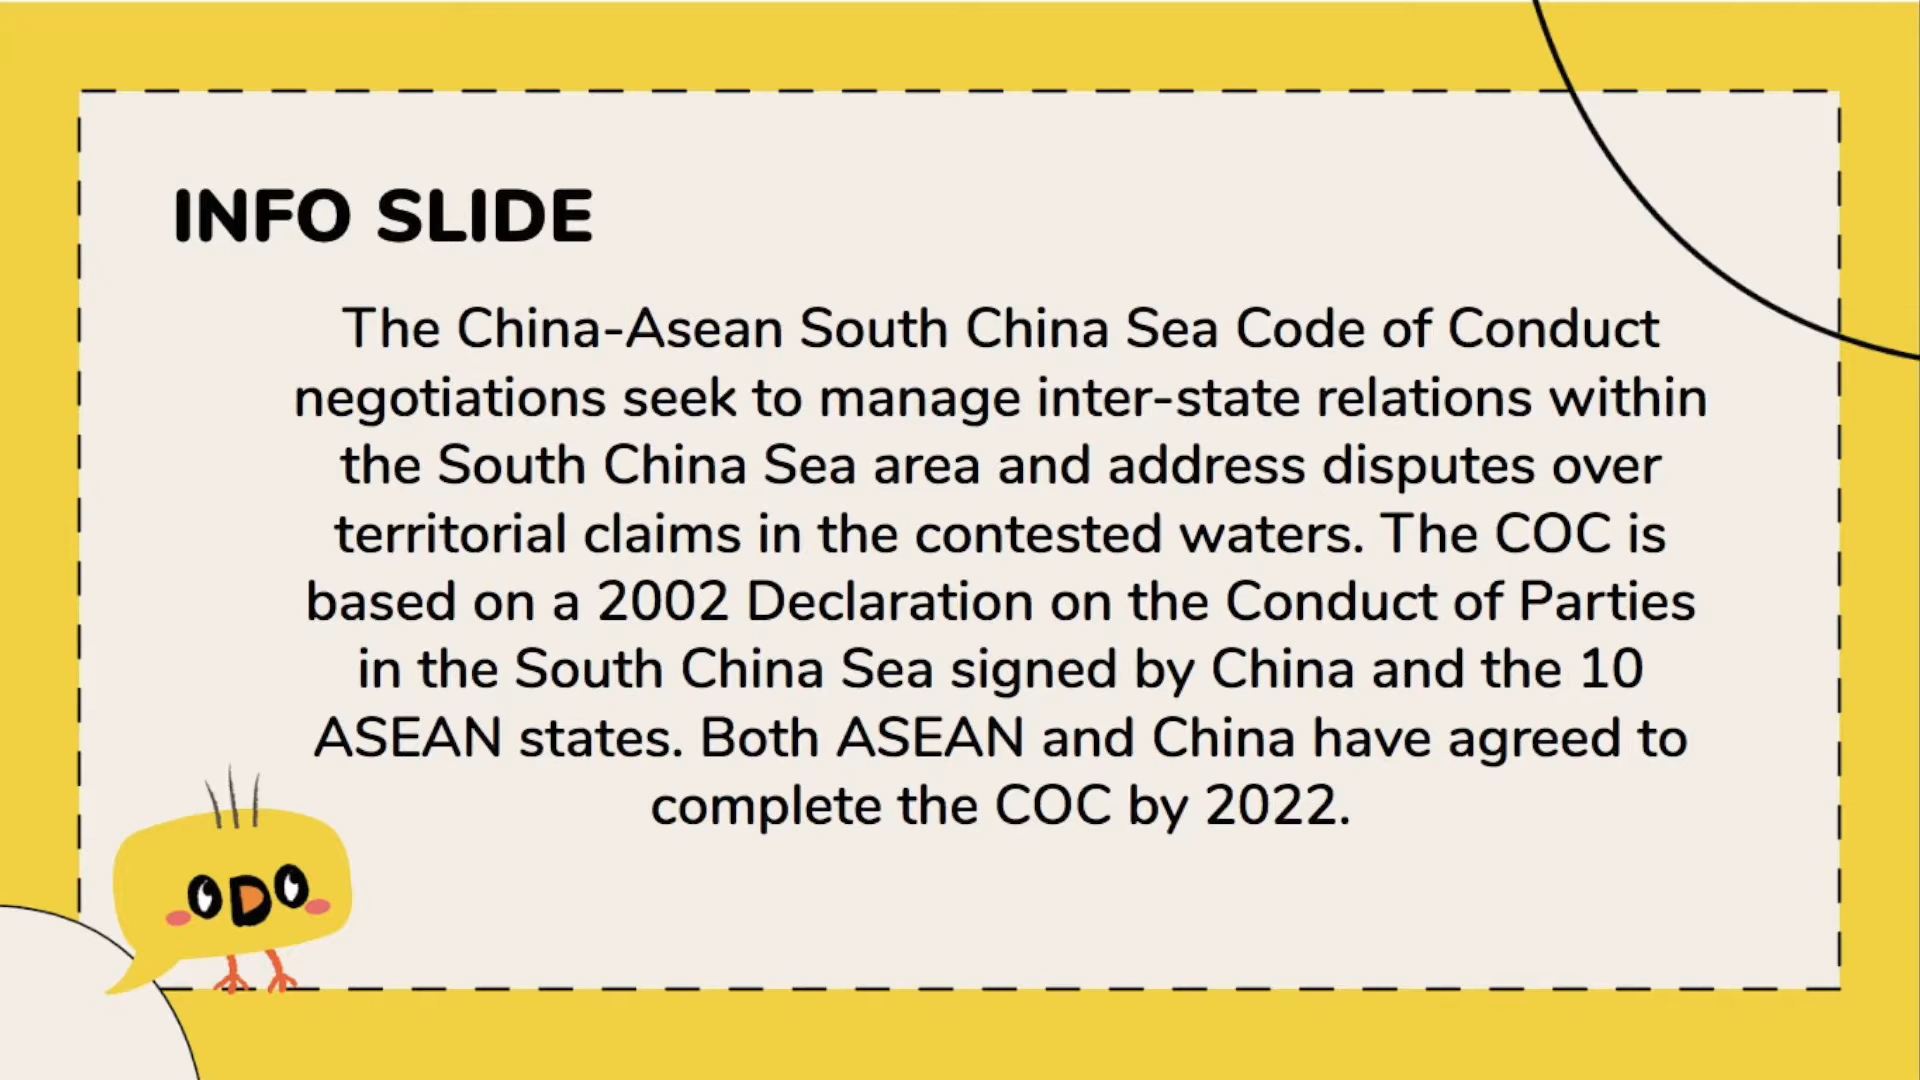 INFO SLIDE
The China-Asean South China Sea Code of Conduct
negotiations seek to manage inter-state relations within
the South China Sea area and address disputes over
territorial claims in the contested waters. The COC is
based on a 2002 Declaration on the Conduct of Parties
in the South China Sea signed by China and the 10
ASEAN states. Both ASEAN and China have agreed to
complete the COC by 2022.
ODO